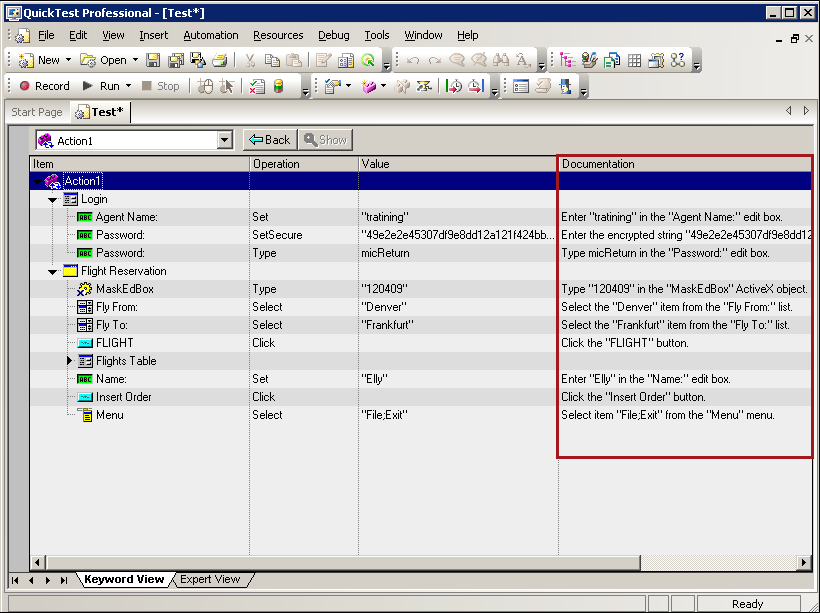 QuickTest Professional - [Test*]
File Edit View Insert Automation Resources Debug Tools Window Help
New Open
Record Run Stop
Start Page Test*
Action1 Back Show
Item Operation Value Documentation
Action1
Login
ABC Agent Name: Set "tratining" Enter "tratining" in the "Agent Name:" edit box.
ABC Password: SetSecure "49e2e2e45307df9e8dd12a121f424bb... Enter the encrypted string "49e2e2e45307df9e8dd12
ABC Password: Type micReturn Type micReturn in the "Password:" edit box.
Flight Reservation
MaskEdBox Type "120409" Type "120409" in the "MaskEdBox" ActiveX object.
Fly From: Select "Denver" Select the "Denver" item from the "Fly From:" list.
Fly To: Select "Frankfurt" Select the "Frankfurt" item from the "Fly To:" list.
FLIGHT Click Click the "FLIGHT" button.
Flights Table
ABC Name: Set "Elly" Enter "Elly" in the "Name:" edit box.
Insert Order Click Click the "Insert Order" button.
Menu Select "File;Exit" Select item "File;Exit" from the "Menu" menu.
Keyword View Expert View
Ready